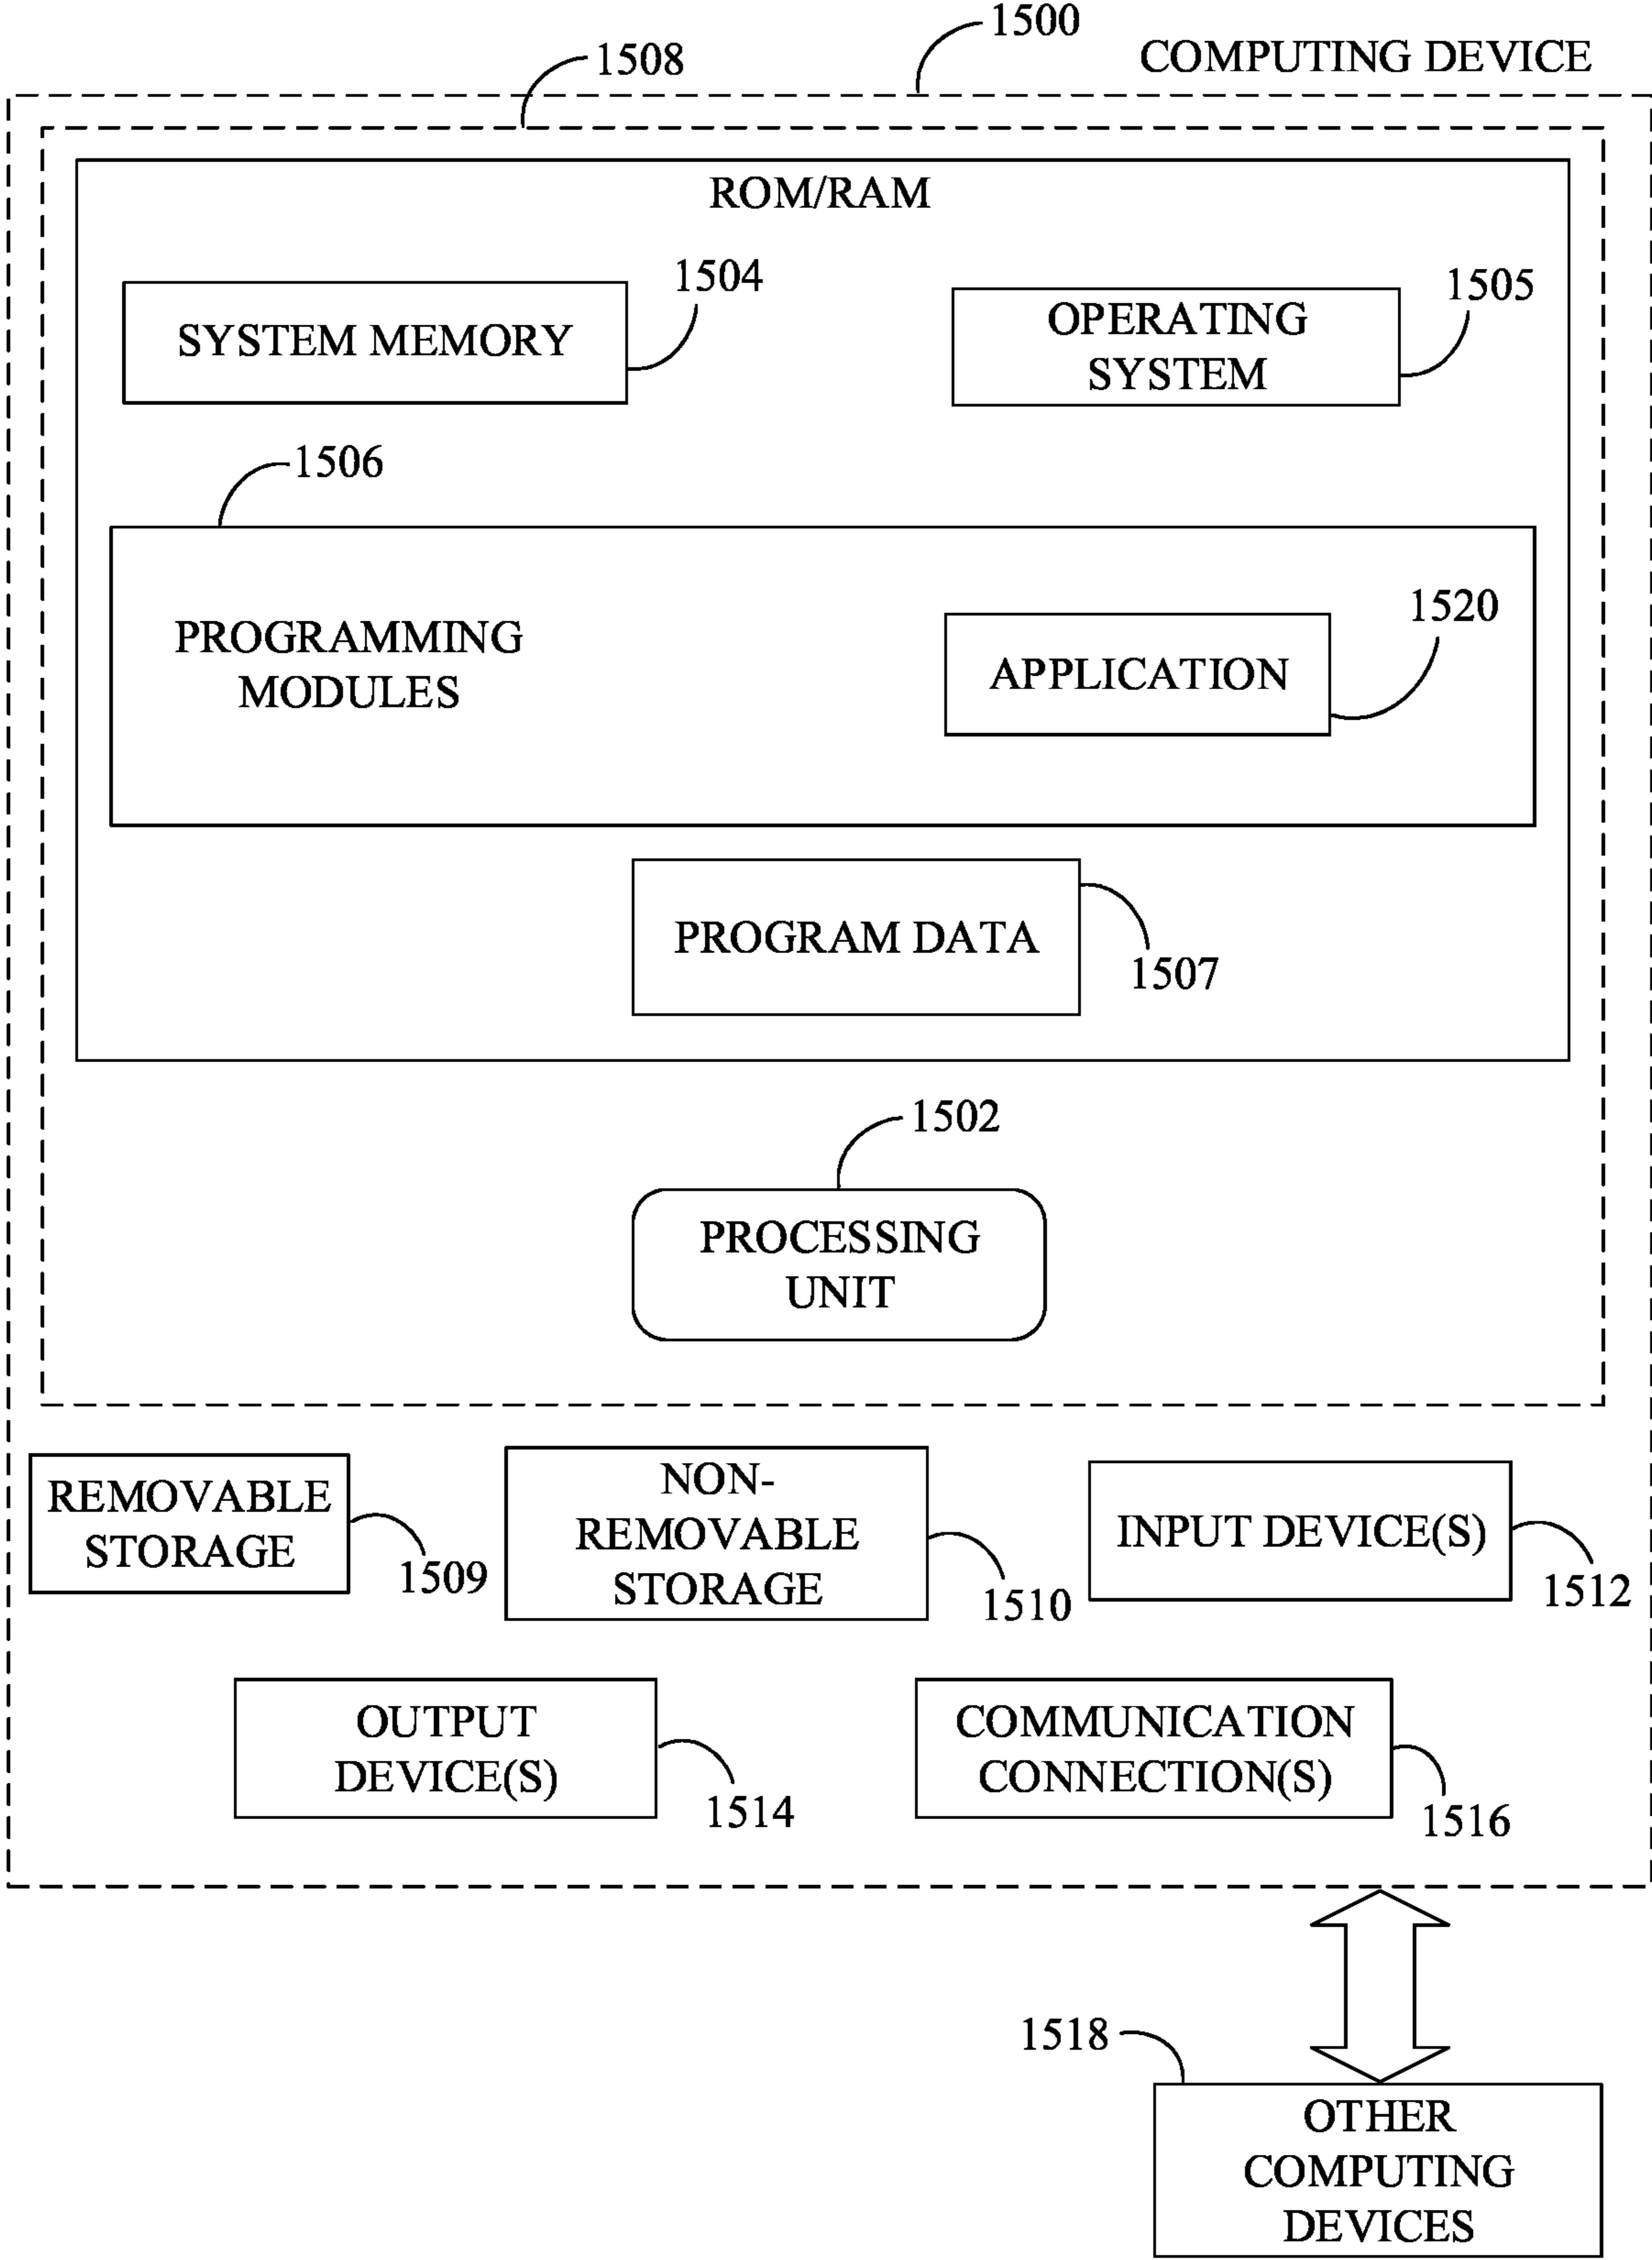 1500
1508
COMPUTING DEVICE
ROM/RAM
1504
1505
SYSTEM MEMORY
OPERATING
SYSTEM
1506
1520
PROGRAMMING
MODULES
APPLICATION
PROGRAM DATA
1507
1502
PROCESSING
UNIT
REMOVABLE
STORAGE
1509
NON-
REMOVABLE
STORAGE
1510
INPUT DEVICE(S)
1512
OUTPUT
DEVICE(S)
1514
COMMUNICATION
CONNECTION(S)
1516
1518
OTHER
COMPUTING
DEVICES